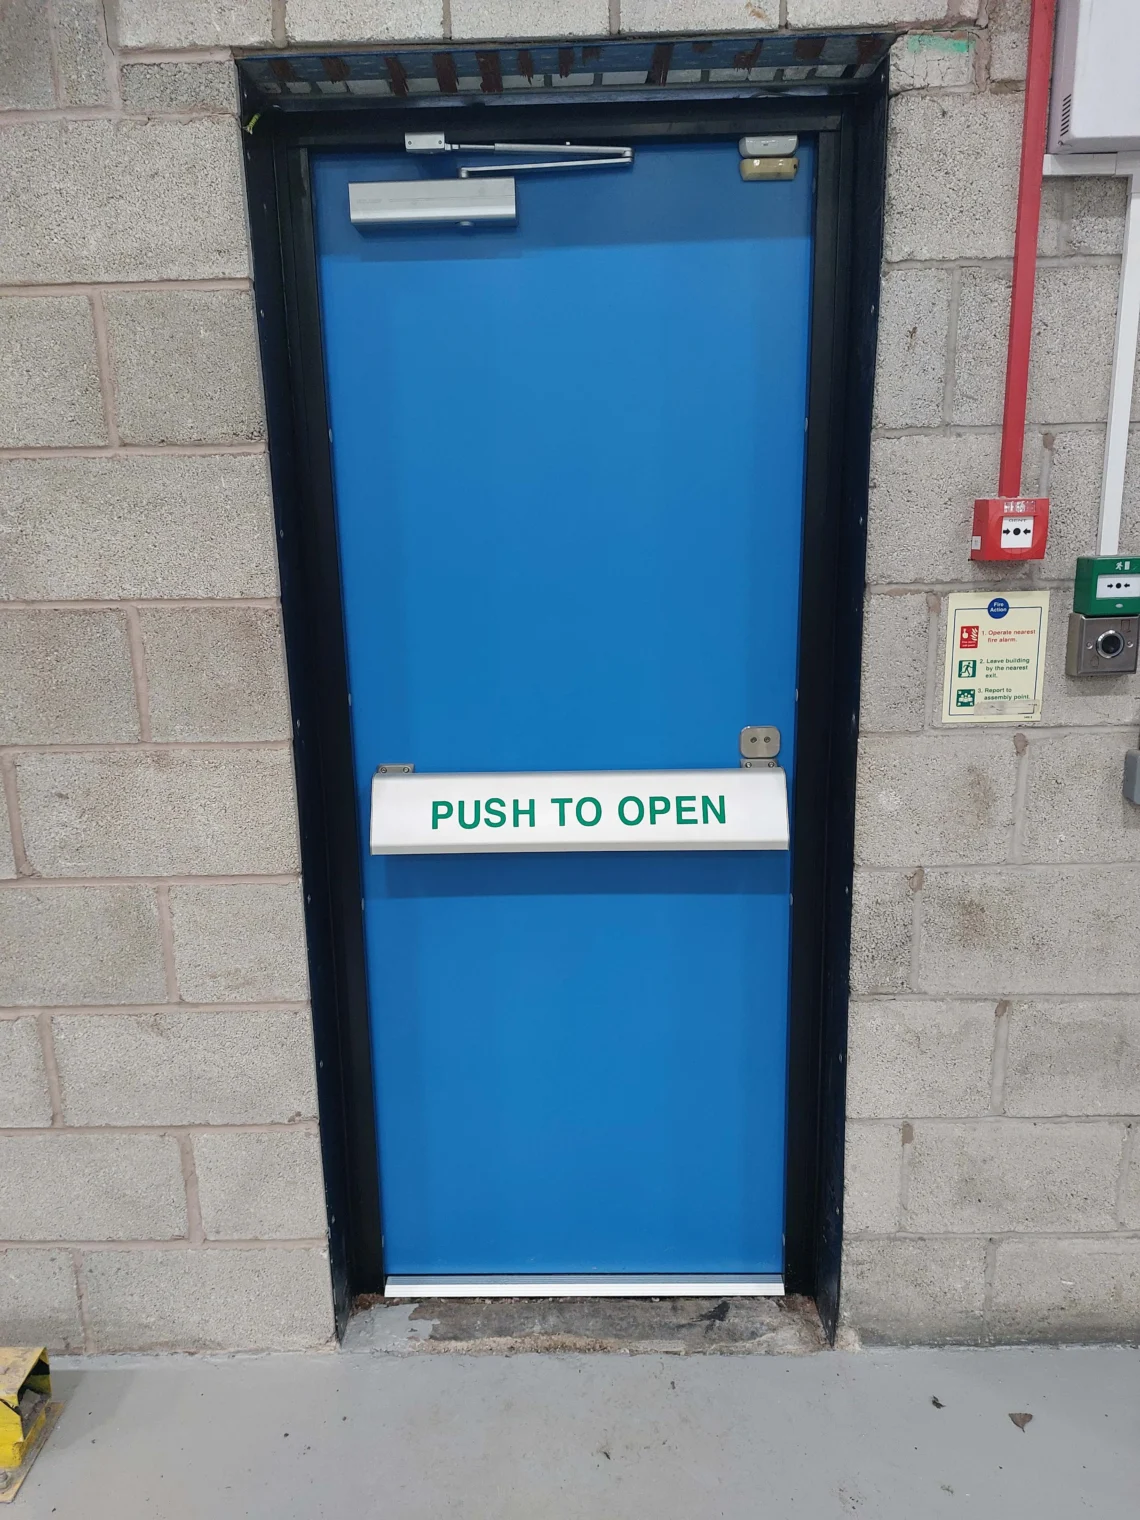 PUSH TO OPEN
Fire
Action
1. Operate nearest
fire alarm.
2. Leave building
by the nearest
exit.
3. Report to
assembly point.